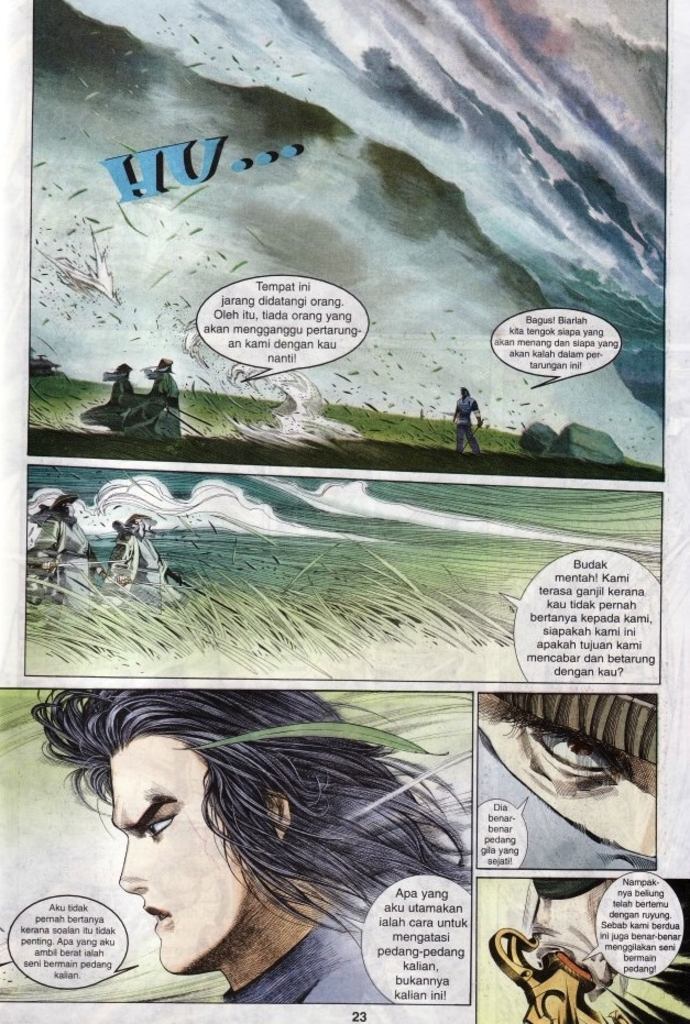 HU...
Tempat ini
jarang didatangi orang.
Oleh itu, tiada orang yang
akan mengganggu pertarung-
an kami dengan kau
nanti!
Bagus! Biarlah
kita tengok siapa yang
akan menang dan siapa yang
akan kalah dalam per-
tarungan ini!
Budak
mentah! Kami
terasa ganjil kerana
kau tidak pernah
bertanya kepada kami,
siapakah kami ini
apakah tujuan kami
mencabar dan betarung
dengan kau?
Aku tidak
pernah bertanya
kerana soalan itu tidak
penting. Apa yang aku
ambil berat ialah
seni bermain pedang
kalian.
Apa yang
aku utamakan
ialah cara untuk
mengatasi
pedang-pedang
kalian,
bukannya
kalian ini!
Dia
benar-
benar
pedang
gila yang
sejati!
Nampak-
nya beliung
telah bertemu
dengan ruyung.
Sebab kami berdua
ini juga benar-benar
menggilakan seni
bermain
pedang!
23